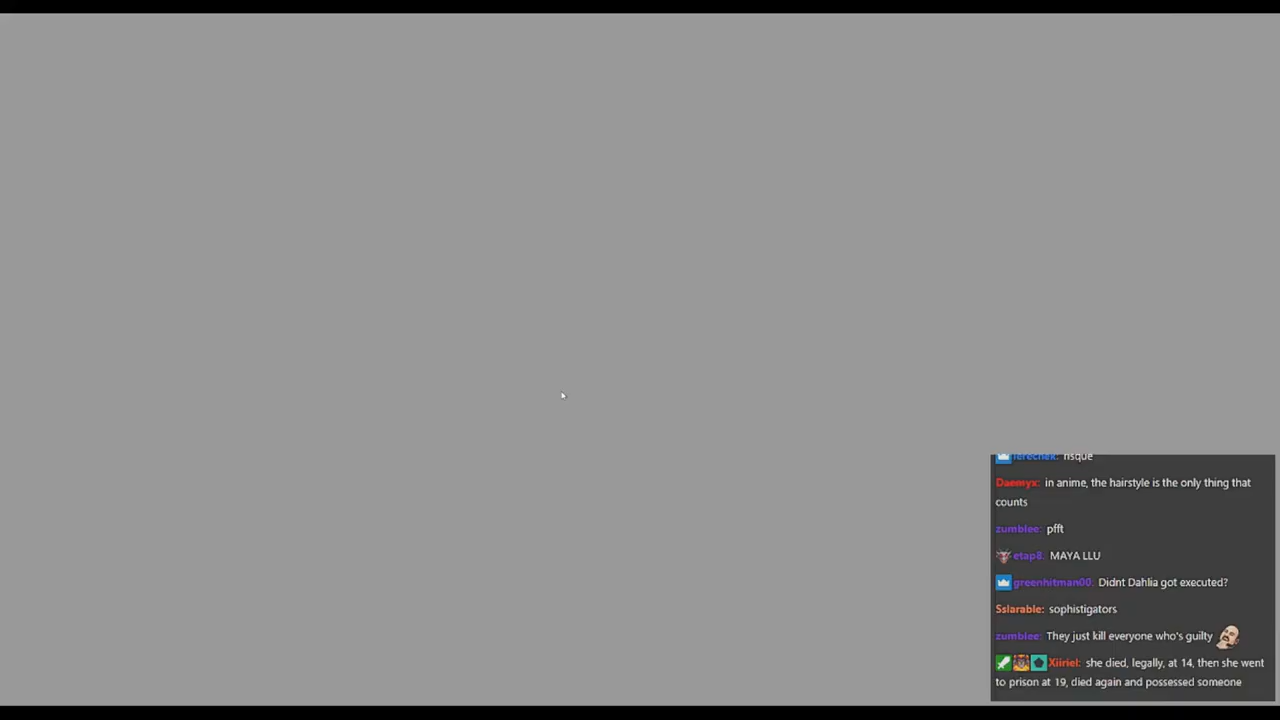 ferechak: risque
Daemyx: in anime, the hairstyle is the only thing that
counts
zumblee: pfft
etap8: MAYA LLU
greenhitman00: Didnt Dahlia got executed?
Sslarable: sophistigators
zumblee: They just kill everyone who's guilty
Xiiriel: she died, legally, at 14, then she went
to prison at 19, died again and possessed someone